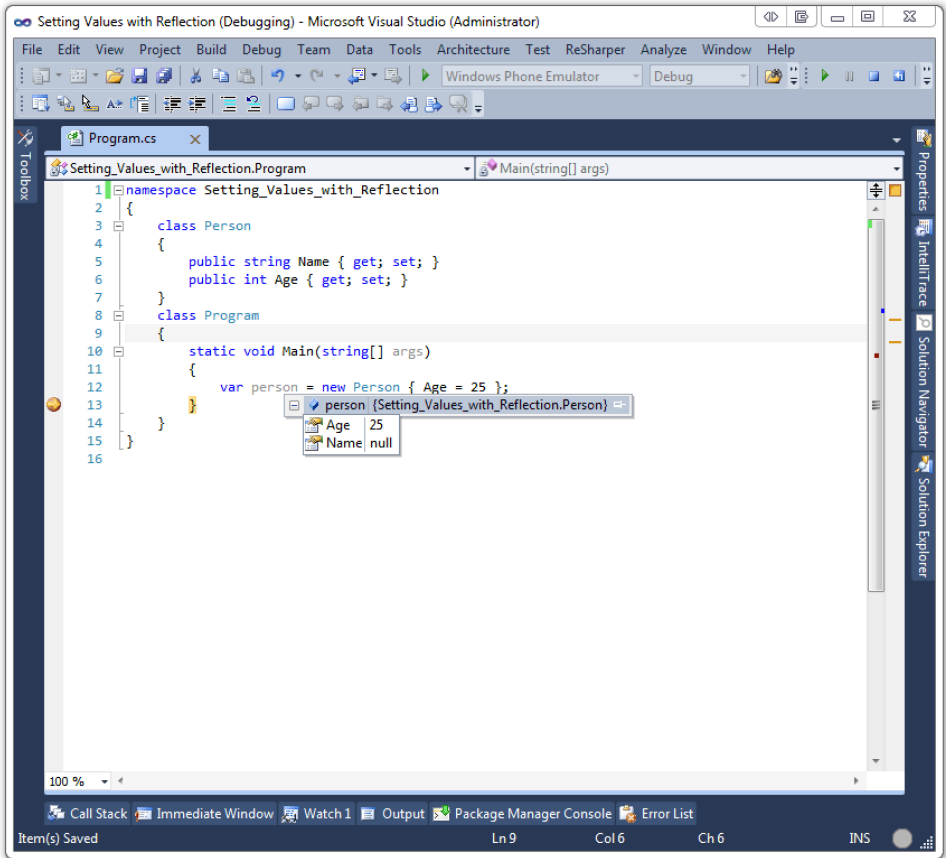 Setting Values with Reflection (Debugging) - Microsoft Visual Studio (Administrator)
File Edit View Project Build Debug Team Data Tools Architecture Test ReSharper Analyze Window Help
Windows Phone Emulator Debug
Toolbox
Program.cs
Setting_Values_with_Reflection.Program Main(string[] args)
1 namespace Setting_Values_with_Reflection
2 {
3 class Person
4 {
5 public string Name { get; set; }
6 public int Age { get; set; }
7 }
8 class Program
9 {
10 static void Main(string[] args)
11 {
12 var person = new Person { Age = 25 };
13 }
person {Setting_Values_with_Reflection.Person}
Age 25
Name null
14 }
15 }
16
Properties
IntelliTrace
Solution Navigator
Solution Explorer
100 %
Call Stack Immediate Window Watch 1 Output Package Manager Console Error List
Item(s) Saved Ln 9 Col 6 Ch 6 INS